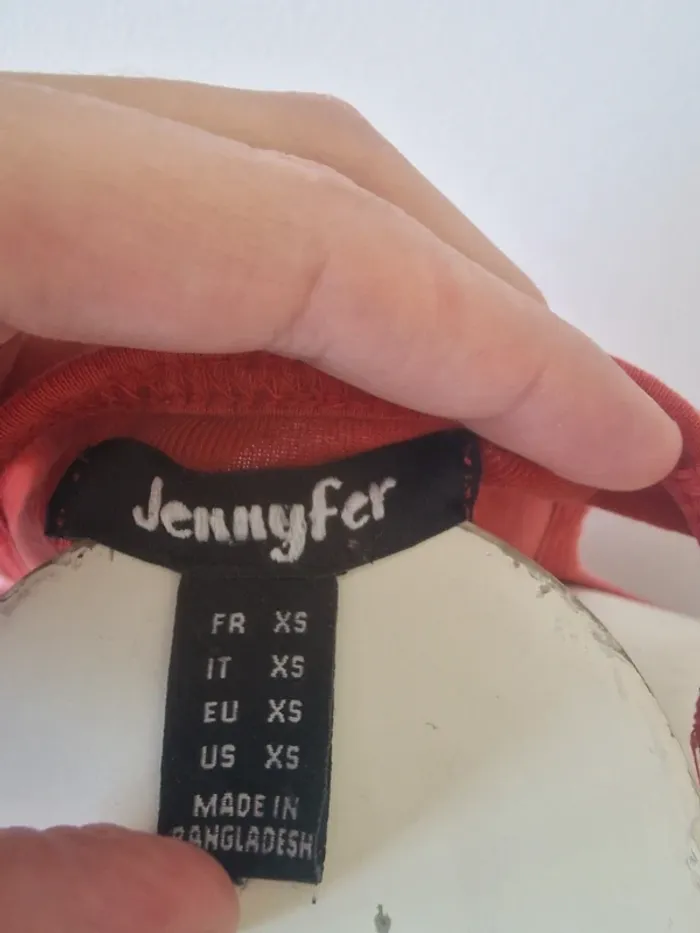 Jennyfer
FR XS
IT XS
EU XS
US XS
MADE IN
BANGLADESH